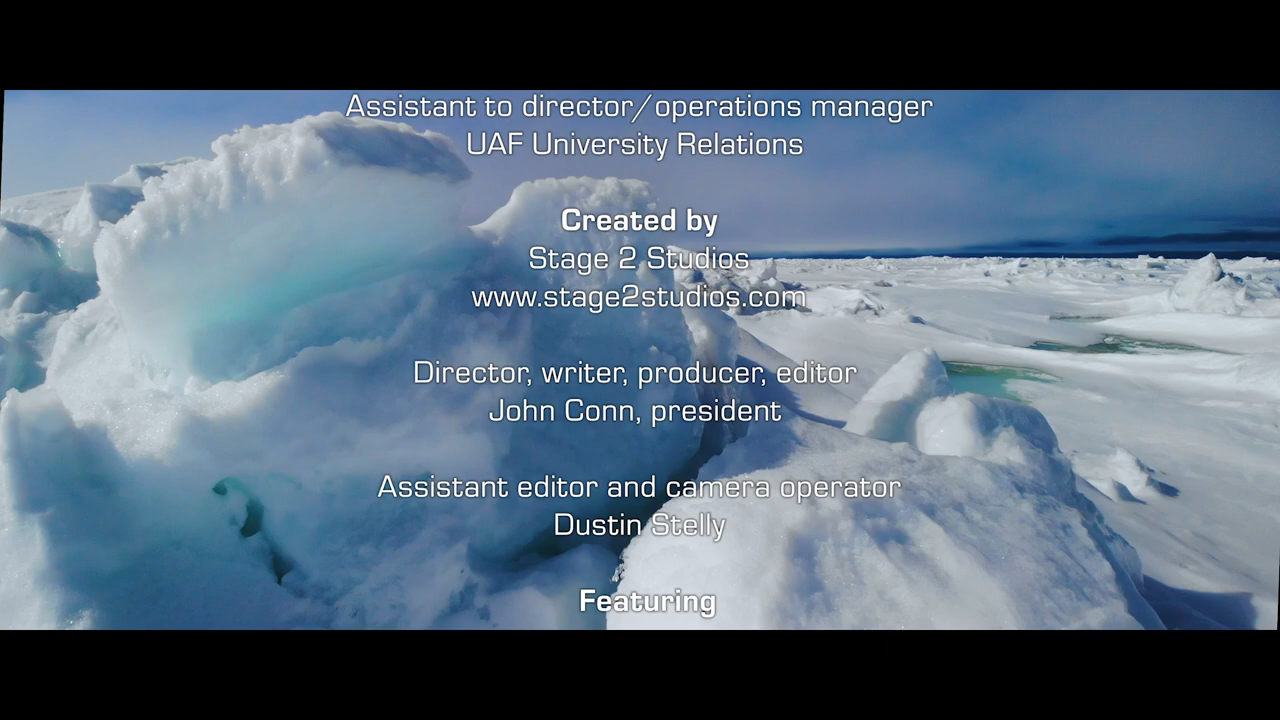 Assistant to director/operations manager
UAF University Relations
Created by
Stage 2 Studios
www.stage2studios.com
Director, writer, producer, editor
John Conn, president
Assistant editor and camera operator
Dustin Stelly
Featuring